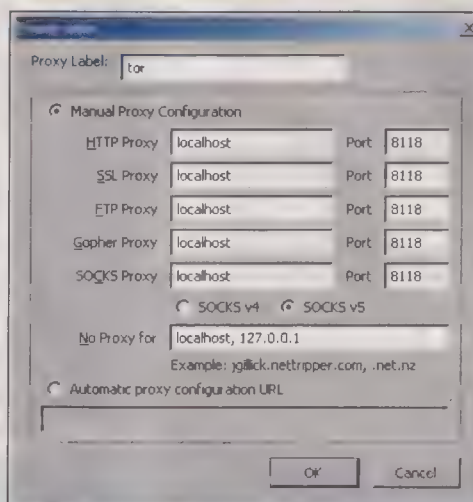 Proxy Label: tor
Manual Proxy Configuration
HTTP Proxy localhost Port 8118
SSL Proxy localhost Port 8118
FTP Proxy localhost Port 8118
Gopher Proxy localhost Port 8118
SOCKS Proxy localhost Port 8118
SOCKS v4 SOCKS v5
No Proxy for localhost, 127.0.0.1
Example: .net.nz
Automatic proxy configuration URL
OK Cancel